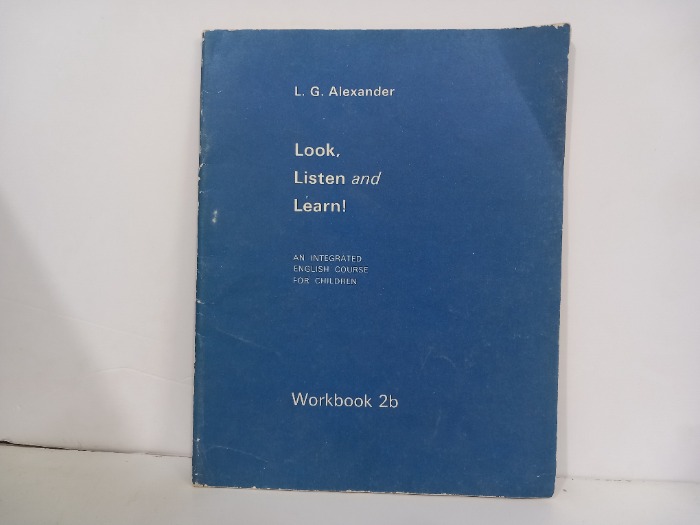 L. G. Alexander
Look,
Listen and
Learn!
AN INTEGRATED
ENGLISH COURSE
FOR CHILDREN
Workbook 2b